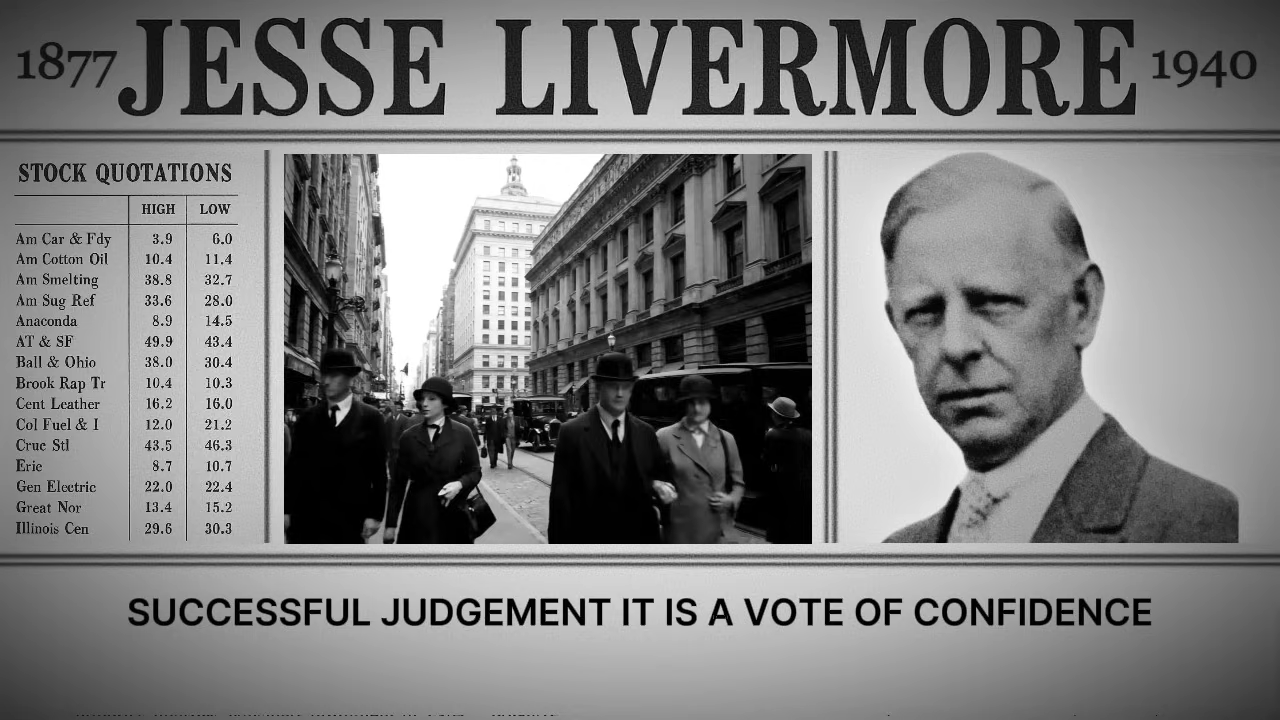 1877 JESSE LIVERMORE 1940
STOCK QUOTATIONS
HIGH LOW
Am Car & Fdy 3.9 6.0
Am Cotton Oil 10.4 11.4
Am Smelting 38.8 32.7
Am Sug Ref 33.6 28.0
Anaconda 8.9 14.5
AT & SF 49.9 43.4
Ball & Ohio 38.0 30.4
Brook Rap Tr 10.4 10.3
Cent Leather 16.2 16.0
Col Fuel & I 12.0 21.2
Cruc Stl 43.5 46.3
Erie 8.7 10.7
Gen Electric 22.0 22.4
Great Nor 13.4 15.2
Illinois Cen 29.6 30.3
SUCCESSFUL JUDGEMENT IT IS A VOTE OF CONFIDENCE